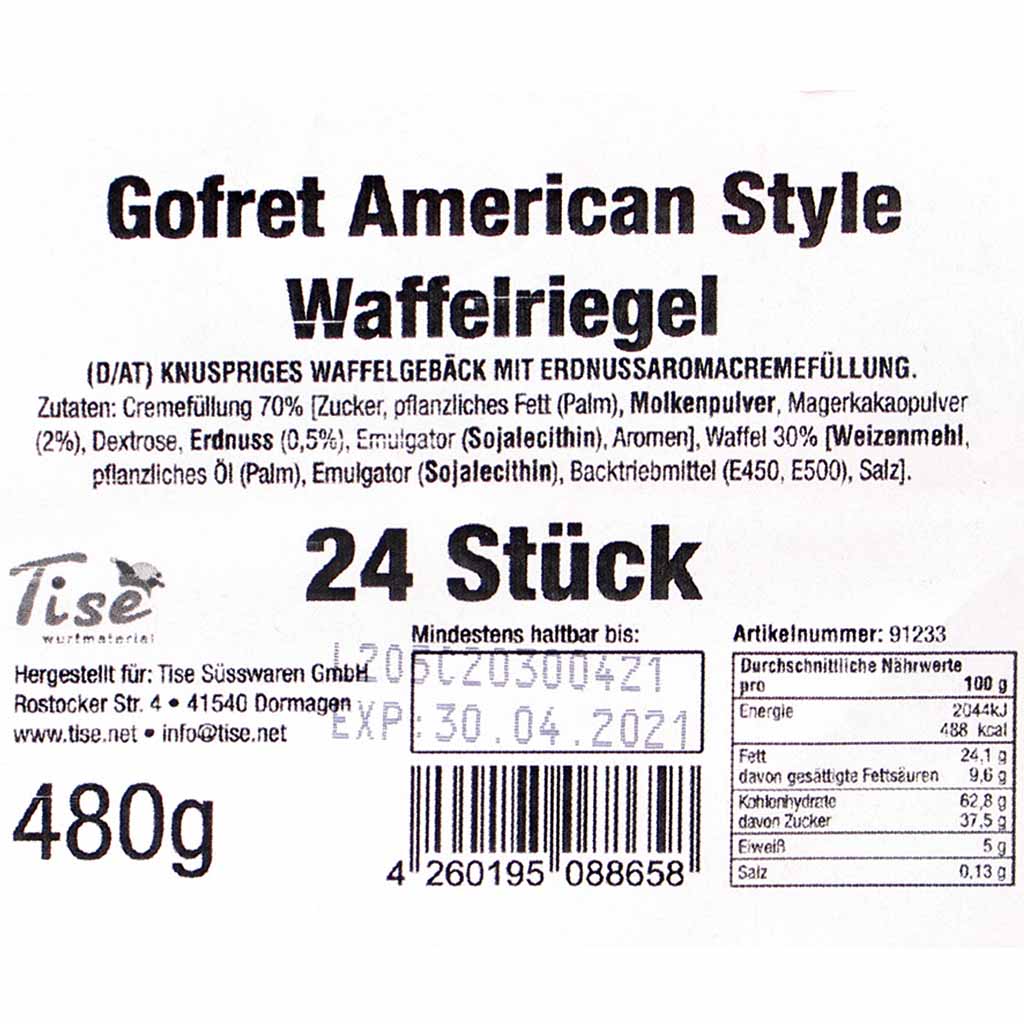 Gofret American Style
Waffelriegel
(D/AT) KNUSPRIGES WAFFELGEBÄCK MIT ERDNUSSAROMACREMEFÜLLUNG.
Zutaten: Cremefüllung 70% [Zucker, pflanzliches Fett (Palm), Molkenpulver, Magerkakaopulver
(2%), Dextrose, Erdnuss (0,5%), Emulgator (Sojalecithin), Aromen], Waffel 30% [Weizenmehl,
pflanzliches Öl (Palm), Emulgator (Sojalecithin), Backtriebmittel (E450, E500), Salz].
24 Stück
Tise
wurfmaterial
Hergestellt für: Tise Süsswaren GmbH
Rostocker Str. 4 • 41540 Dormagen
www.tise.net • info@tise.net
480g
Mindestens haltbar bis:
L205C20300421
EXP:30.04.2021
4 260195 088658
Artikelnummer: 91233
Durchschnittliche Nährwerte
pro 100 g
Energie 2044kJ
488 kcal
Fett 24,1 g
davon gesättigte Fettsäuren 9,6 g
Kohlenhydrate 62,8 g
davon Zucker 37,5 g
Eiweiß 5 g
Salz 0,13 g